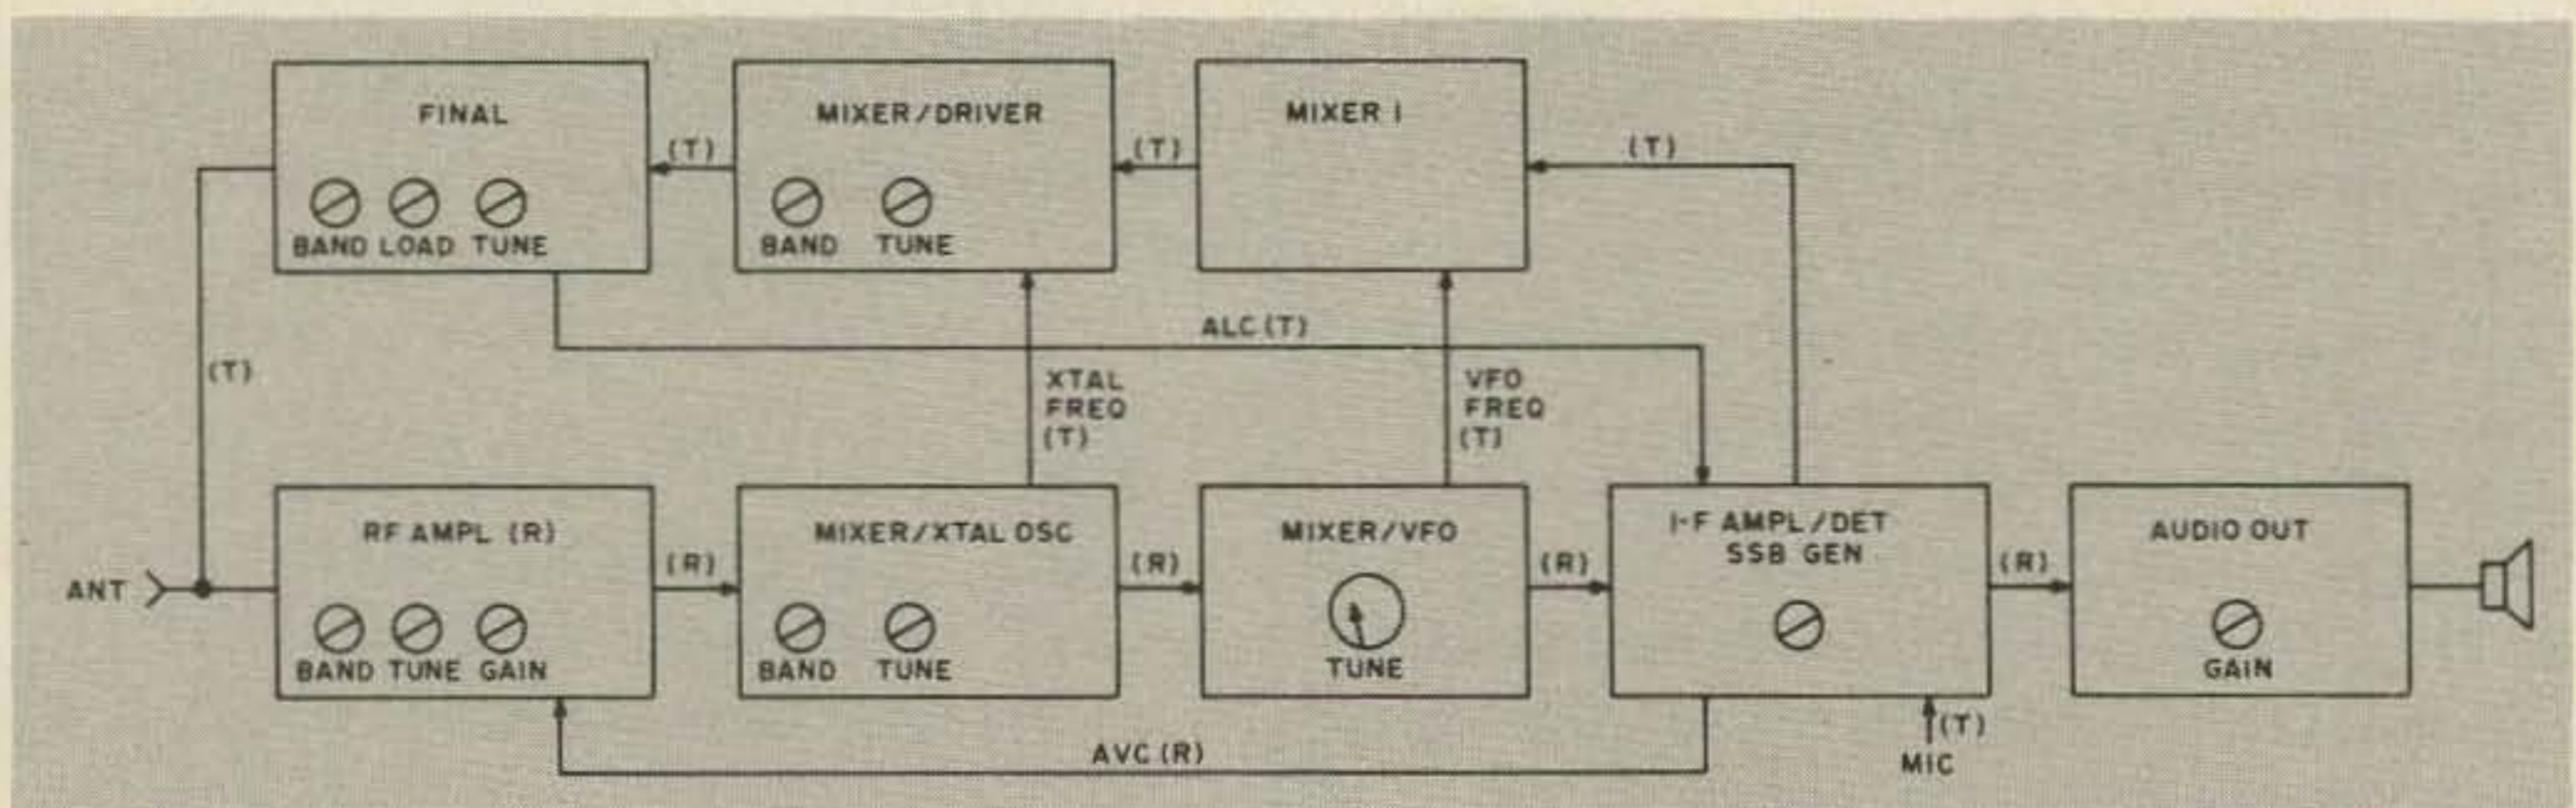 FINAL
BAND LOAD TUNE
(T)
MIXER/DRIVER
BAND TUNE
(T)
MIXER I
(T)
ALC (T)
(T)
XTAL
FREQ
(T)
VFO
FREQ
(T)
ANT
RF AMPL (R)
BAND TUNE GAIN
(R)
MIXER/XTAL OSC
BAND TUNE
(R)
MIXER/VFO
TUNE
(R)
I-F AMPL/DET
SSB GEN
(R)
AUDIO OUT
GAIN
(T)
MIC
AVC (R)